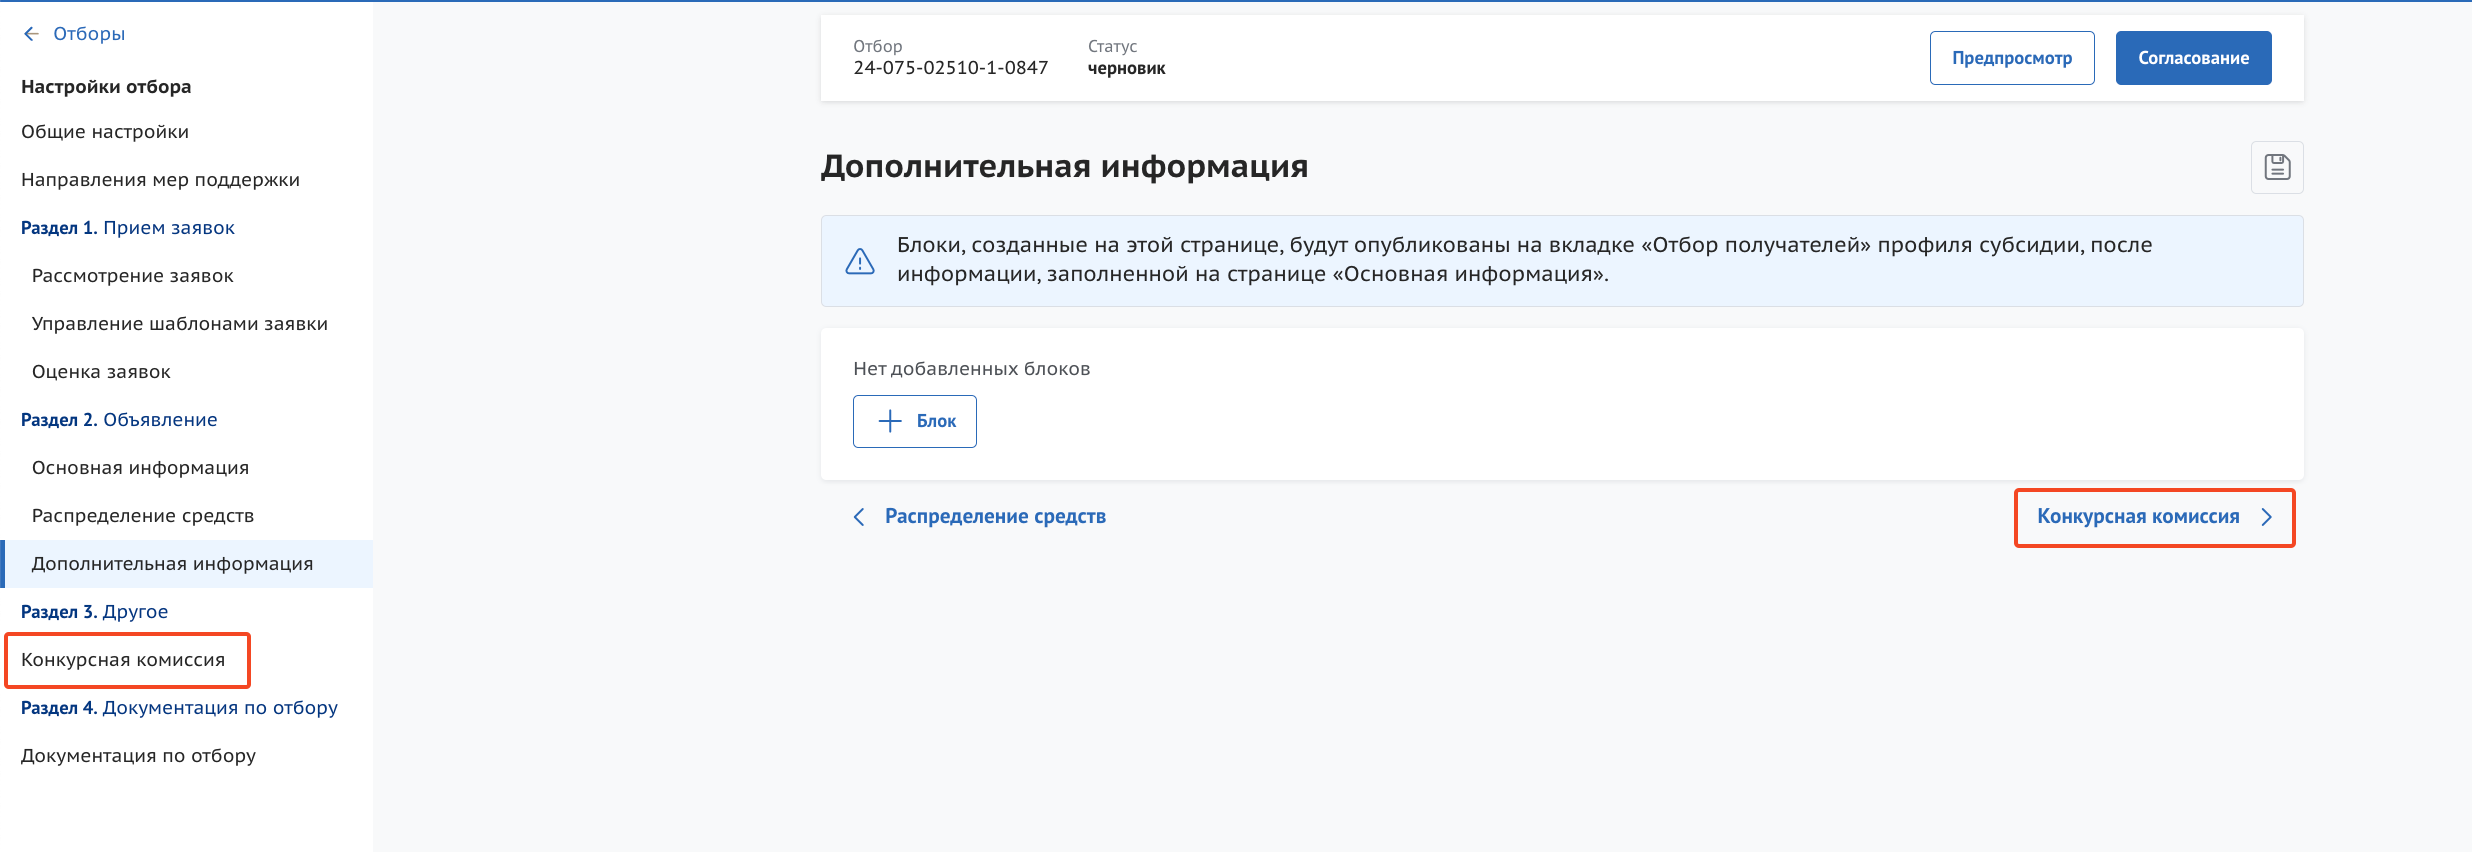 Отборы
Настройки отбора
Общие настройки
Направления мер поддержки
Раздел 1. Прием заявок
Рассмотрение заявок
Управление шаблонами заявки
Оценка заявок
Раздел 2. Объявление
Основная информация
Распределение средств
Дополнительная информация
Раздел 3. Другое
Конкурсная комиссия
Раздел 4. Документация по отбору
Документация по отбору
Отбор
24-075-02510-1-0847
Статус
черновик
Предпросмотр
Согласование
Дополнительная информация
Блоки, созданные на этой странице, будут опубликованы на вкладке «Отбор получателей» профиля субсидии, после
информации, заполненной на странице «Основная информация».
Нет добавленных блоков
Блок
Распределение средств
Конкурсная комиссия